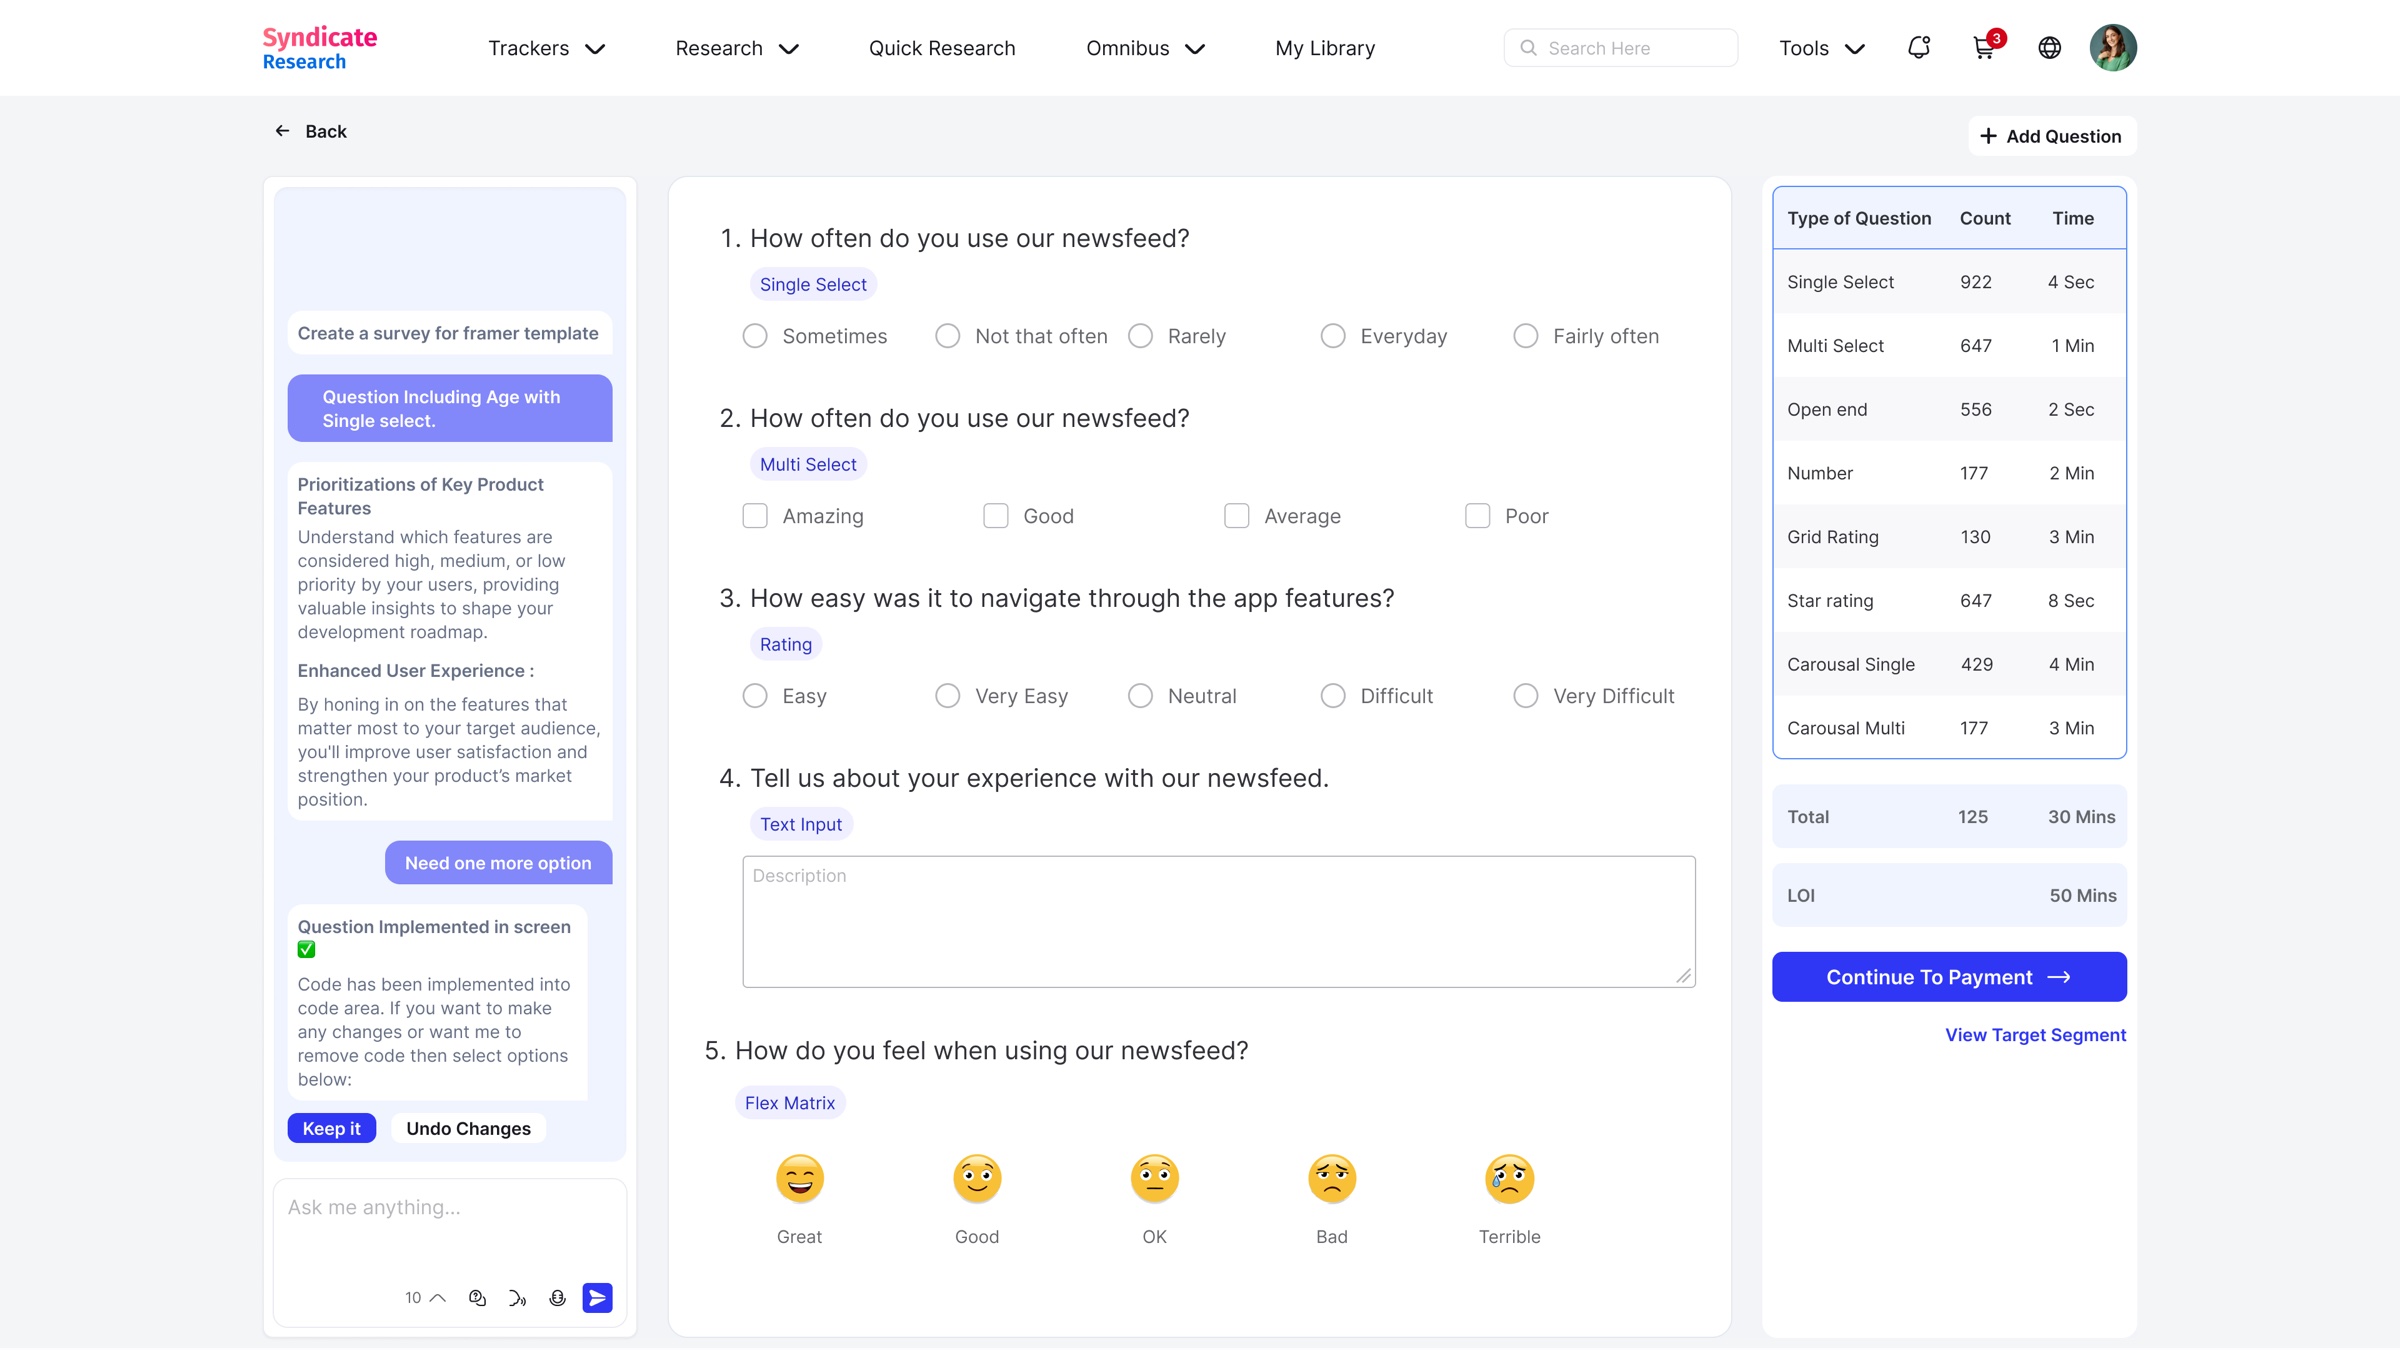 Syndicate
Research
Trackers
Research
Quick Research
Omnibus
My Library
Search Here
Tools
3
Back
Add Question
Create a survey for framer template
Question Including Age with
Single select.
Prioritizations of Key Product
Features
Understand which features are
considered high, medium, or low
priority by your users, providing
valuable insights to shape your
development roadmap.
Enhanced User Experience :
By honing in on the features that
matter most to your target audience,
you'll improve user satisfaction and
strengthen your product’s market
position.
Need one more option
Question Implemented in screen
Code has been implemented into
code area. If you want to make
any changes or want me to
remove code then select options
below:
Keep it Undo Changes
Ask me anything...
10
1. How often do you use our newsfeed?
Single Select
Sometimes Not that often Rarely Everyday Fairly often
2. How often do you use our newsfeed?
Multi Select
Amazing Good Average Poor
3. How easy was it to navigate through the app features?
Rating
Easy Very Easy Neutral Difficult Very Difficult
4. Tell us about your experience with our newsfeed.
Text Input
Description
5. How do you feel when using our newsfeed?
Flex Matrix
Great Good OK Bad Terrible
Type of Question Count Time
Single Select 922 4 Sec
Multi Select 647 1 Min
Open end 556 2 Sec
Number 177 2 Min
Grid Rating 130 3 Min
Star rating 647 8 Sec
Carousal Single 429 4 Min
Carousal Multi 177 3 Min
Total 125 30 Mins
LOI 50 Mins
Continue To Payment
View Target Segment